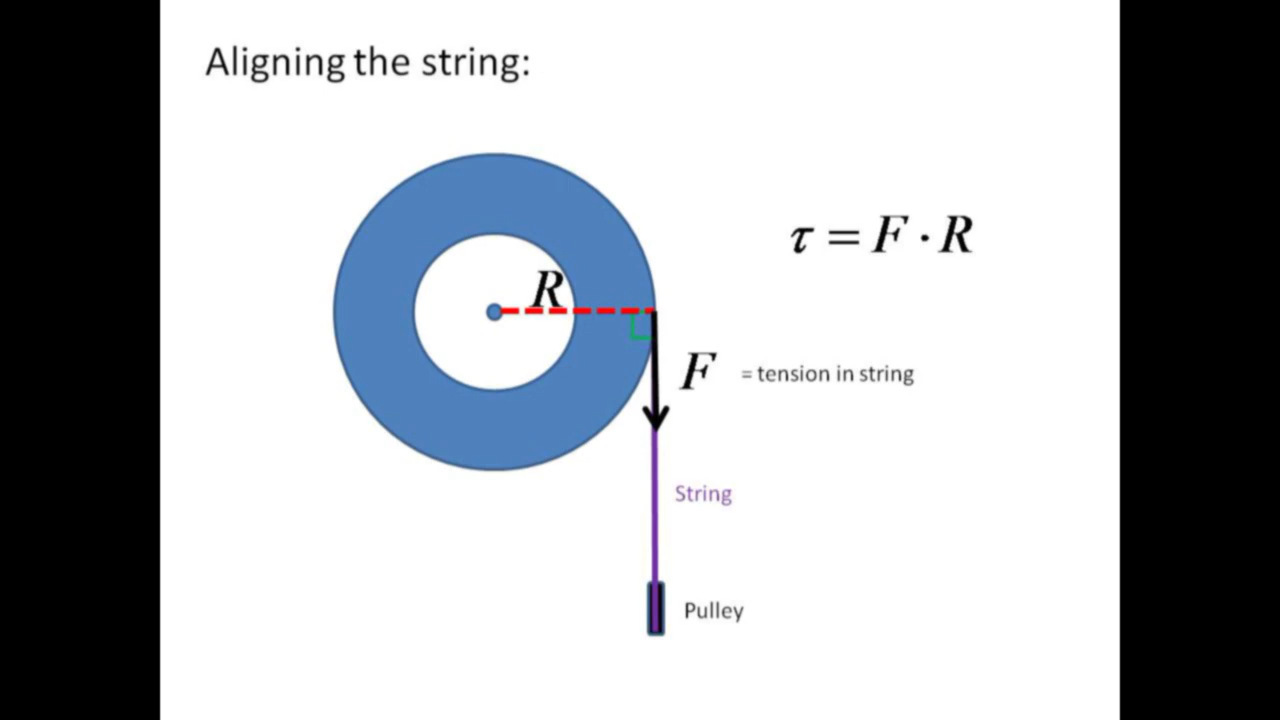 Aligning the string:
R
τ = F · R
F = tension in string
String
Pulley